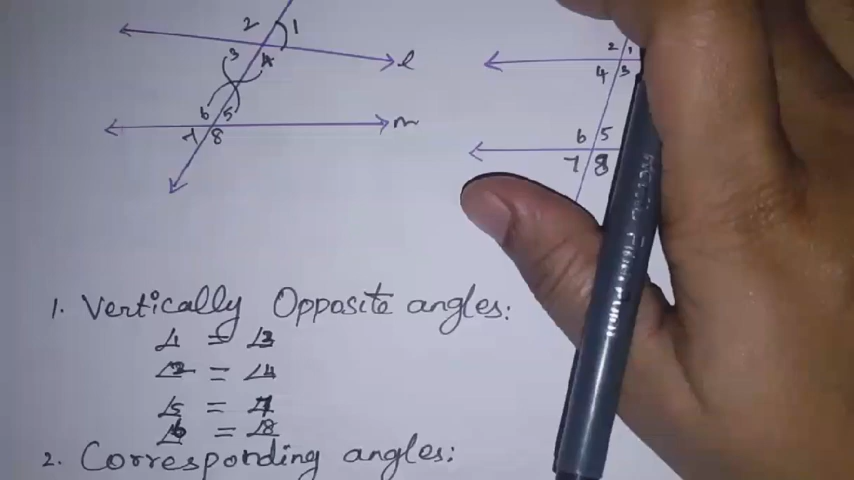 2 1
3 4
l
6 5
7 8
m
2 1
4 3
6 5
7 8
1. Vertically Opposite angles:
∠1 = ∠3
∠2 = ∠4
∠5 = ∠7
∠6 = ∠8
2. Corresponding angles: